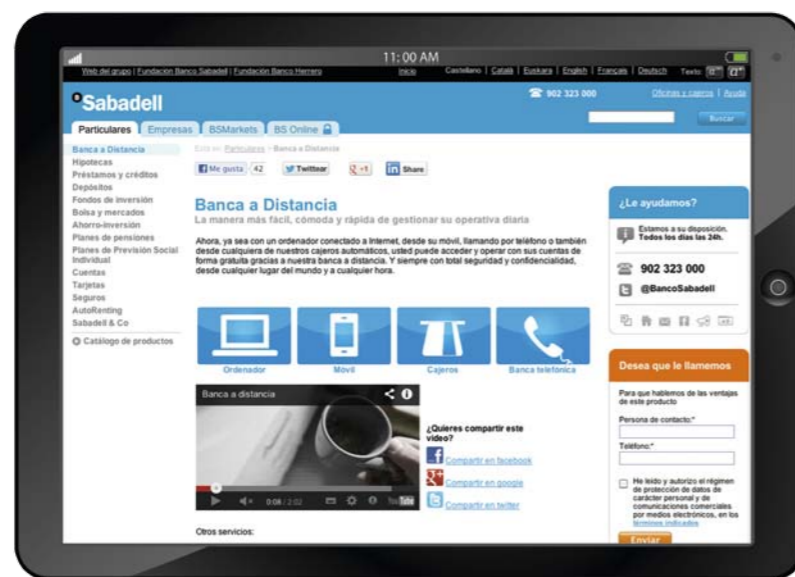 11:00 AM
Web del grupo | Fundación Banco Sabadell | Fundación Banco Herrero
Inicio
Castellano | Català | Euskara | English | Français | Deutsch
Texto: a- a+
Sabadell
902 323 000
Oficinas y cajeros | Ayuda
Buscar
Particulares
Empresas
BSMarkets
BS Online
Está en: Particulares > Banca a Distancia
Banca a Distancia
Hipotecas
Préstamos y créditos
Depósitos
Fondos de inversión
Bolsa y mercados
Ahorro-inversión
Planes de pensiones
Planes de Previsión Social
Individual
Cuentas
Tarjetas
Seguros
AutoRenting
Sabadell & Co
Catálogo de productos
Me gusta 42
Twittear
+1
in Share
Banca a Distancia
La manera más fácil, cómoda y rápida de gestionar su operativa diaria
Ahora, ya sea con un ordenador conectado a Internet, desde su móvil, llamando por teléfono o también
desde cualquiera de nuestros cajeros automáticos, usted puede acceder y operar con sus cuentas de
forma gratuita gracias a nuestra banca a distancia. Y siempre con total seguridad y confidencialidad,
desde cualquier lugar del mundo y a cualquier hora.
Ordenador
Móvil
Cajeros
Banca telefónica
Banca a distancia
0:06 / 2:02
YouTube
¿Quieres compartir este
video?
Compartir en facebook
Compartir en google
Compartir en twitter
Otros servicios:
¿Le ayudamos?
Estamos a su disposición.
Todos los días las 24h.
902 323 000
@BancoSabadell
Desea que le llamemos
Para que hablemos de las ventajas
de este producto
Persona de contacto:*
Teléfono:*
He leído y autorizo el régimen
de protección de datos de
carácter personal y de
comunicaciones comerciales
por medios electrónicos, en los
términos indicados
Enviar